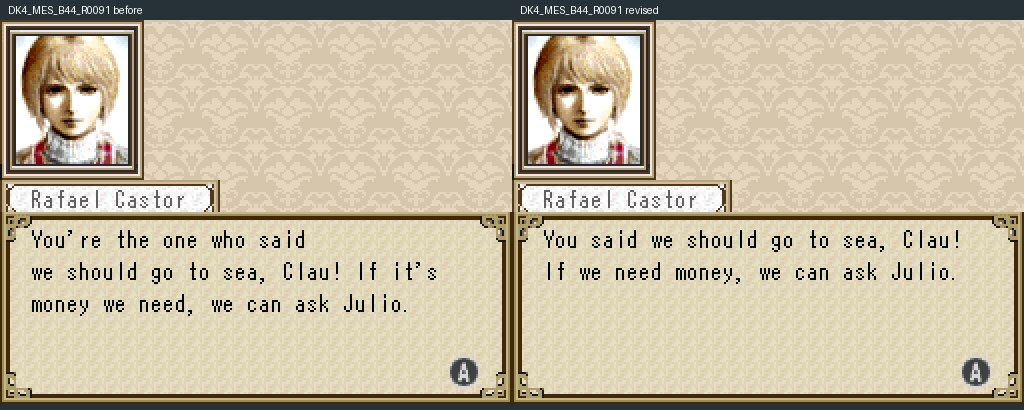 DK4_MES_B44_R0091 before
Rafael Castor
You're the one who said
we should go to sea, Clau! If it's
money we need, we can ask Julio.
A
DK4_MES_B44_R0091 revised
Rafael Castor
You said we should go to sea, Clau!
If we need money, we can ask Julio.
A